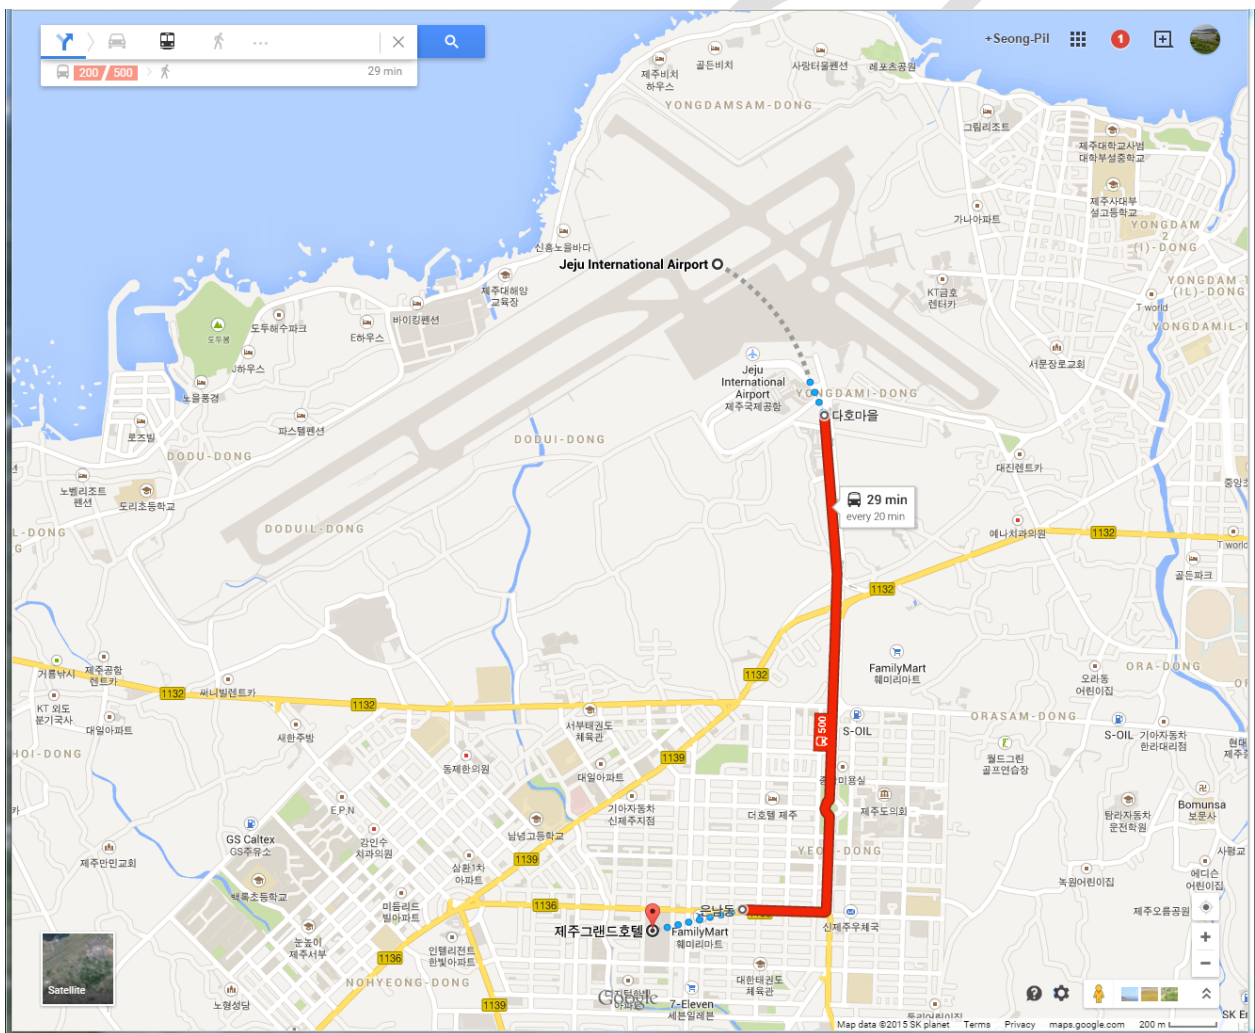 +Seong-Pil
1
200 / 500
29 min
제주비치
하우스
골든비치
사랑터울펜션
레포츠공원
YONGDAMSAM-DONG
그림리조트
제주대학교사범
대학부설중학교
제주사대부
설고등학교
가나아파트
YONGDAM
2
(I)-DONG
신흥노을바다
Jeju International Airport
제주대해양
교육장
KT금호
렌터카
YONGDAM 1
(IL)-DONG
T world
YONGDAMIL-
바이킹펜션
E하우스
도두해수파크
도두봉
J하우스
노을풍경
Jeju
International
Airport
제주국제공항
서문장로교회
YONGDAMI-DONG
다호마을
파스텔펜션
로즈빌
DODU-DONG
DODUI-DONG
대진렌트카
노벨리조트
펜션
도리초등학교
29 min
every 20 min
DODUIL-DONG
L-DONG
예나치과의원
1132
T world
골든파크
1132
FamilyMart
훼미리마트
ORA-DONG
오라동
어린이집
거름낚시
제주공항
렌트카
1132
써니빌렌트카
1132
1132
KT 외도
분기국사
대일아파트
새한주방
서부태권도
체육관
500
S-OIL
ORASAM-DONG
S-OIL
기아자동차
한라대리점
HOI-DONG
동제한의원
1139
대일아파트
월드그린
골프연습장
E.P.N
기아자동차
신제주지점
더호텔 제주
제주도의회
탐라자동차
운전학원
Bomunsa
보문사
GS Caltex
GS주유소
강인수
치과의원
남녕고등학교
제주만민교회
1139
삼환1차
아파트
녹원어린이집
에디슨
어린이집
백록초등학교
미듬리드
빌아파트
1136
은남동
제주그랜드호텔
FamilyMart
훼미리마트
신제주우체국
제주오름공원
눈높이
제주서부
1136
인텔리전트
한빛아파트
대한태권도
체육관
NOHYEONG-DONG
Satellite
노형성당
1139
Google
7-Eleven
세븐일레븐
Map data ©2015 SK planet
Terms
Privacy
maps.google.com
200 m